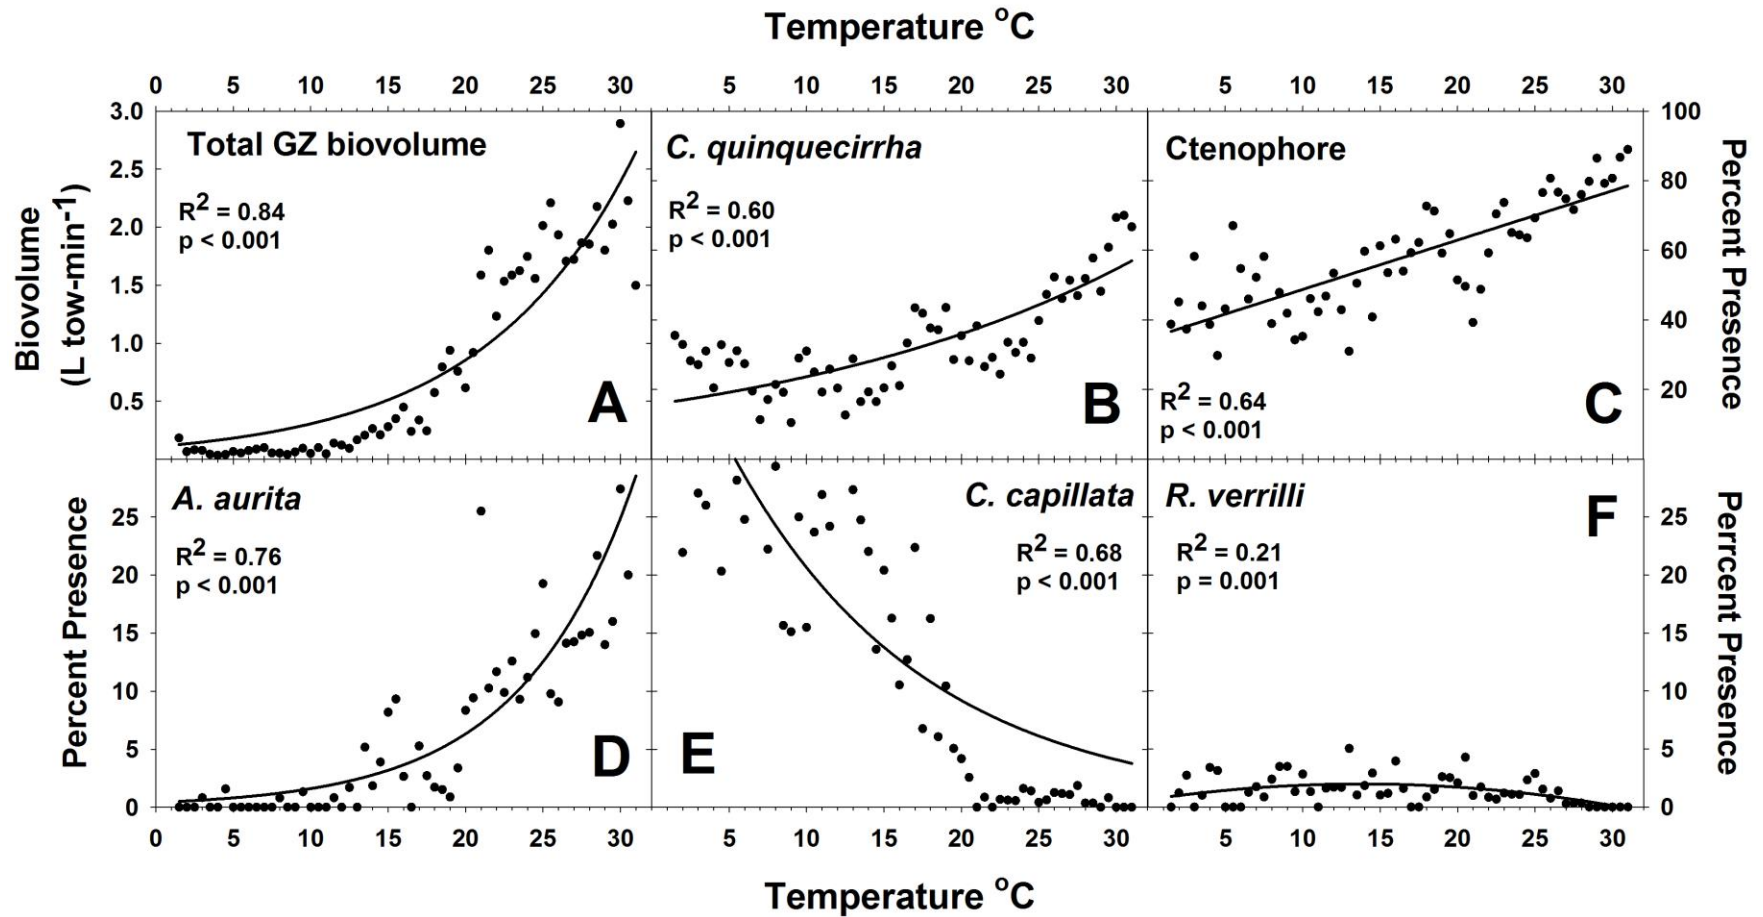 Temperature °C
0 5 10 15 20 25 30 5 10 15 20 25 30 5 10 15 20 25 30
Biovolume
(L tow-min⁻¹)
3.0
2.5
2.0
1.5
1.0
0.5
Total GZ biovolume
R² = 0.84
p < 0.001
A
C. quinquecirrha
R² = 0.60
p < 0.001
B
Ctenophore
R² = 0.64
p < 0.001
C
100
80
60
40
20
Percent Presence
Percent Presence
25
20
15
10
5
0
A. aurita
R² = 0.76
p < 0.001
D
C. capillata
R² = 0.68
p < 0.001
E
R. verrilli
R² = 0.21
p = 0.001
F
25
20
15
10
5
0
Perrcent Presence
0 5 10 15 20 25 30 5 10 15 20 25 30 5 10 15 20 25 30
Temperature °C